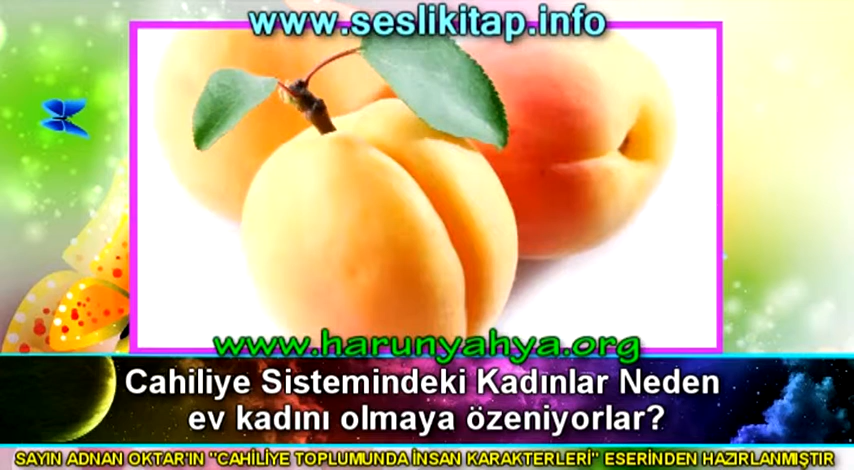 www.seslikitap.info
www.harunyahya.org
Cahiliye Sistemindeki Kadınlar Neden
ev kadını olmaya özeniyorlar?
SAYIN ADNAN OKTAR'IN "CAHİLİYE TOPLUMUNDA İNSAN KARAKTERLERİ" ESERİNDEN HAZIRLANMIŞTIR